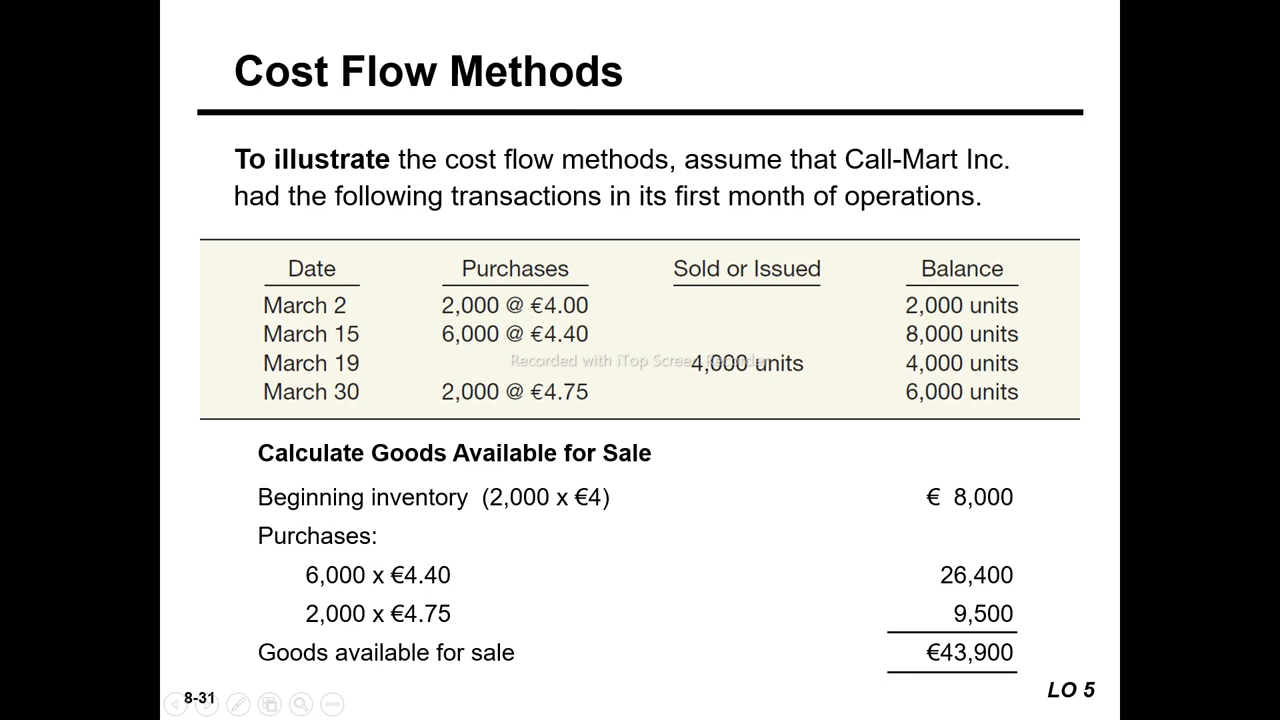 Cost Flow Methods
To illustrate the cost flow methods, assume that Call-Mart Inc.
had the following transactions in its first month of operations.
Date Purchases Sold or Issued Balance
March 2 2,000 @ €4.00 2,000 units
March 15 6,000 @ €4.40 8,000 units
Recorded with iTop Screen Recorder
March 19 4,000 units 4,000 units
March 30 2,000 @ €4.75 6,000 units
Calculate Goods Available for Sale
Beginning inventory (2,000 x €4) € 8,000
Purchases:
6,000 x €4.40 26,400
2,000 x €4.75 9,500
Goods available for sale €43,900
8-31 LO 5